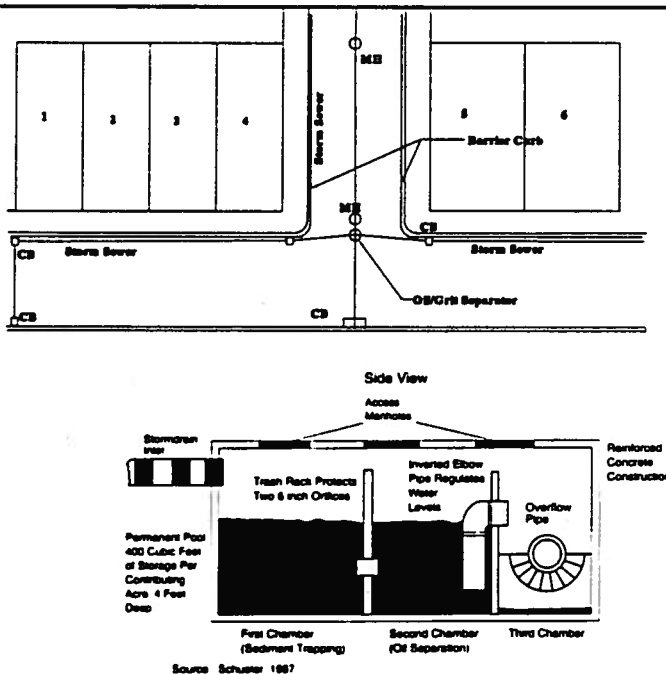 MH
1
2
3
4
Storm Sewer
5
6
Barrier Curb
MH
CB
CB
Storm Sewer
Storm Sewer
Oil/Grit Separator
CB
CB
Side View
Access
Manholes
Stormdrain
Inlet
Trash Rack Protects
Two 6 inch Orifices
Inverted Elbow
Pipe Regulates
Water
Levels
Overflow
Pipe
Reinforced
Concrete
Construction
Permanent Pool
400 Cubic Feet
of Storage Per
Contributing
Acre 4 Feet
Deep
First Chamber
(Sediment Trapping)
Second Chamber
(Oil Separation)
Third Chamber
Source Schueler 1987